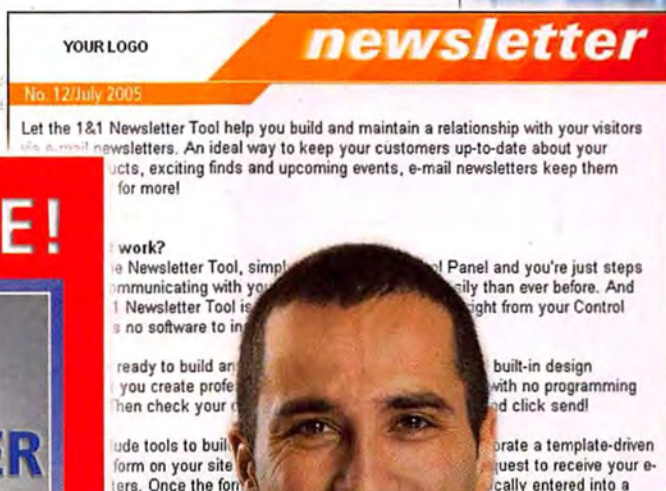 YOUR LOGO
newsletter
No. 12/July 2005
Let the 1&1 Newsletter Tool help you build and maintain a relationship with your visitors
via e-mail newsletters. An ideal way to keep your customers up-to-date about your
ucts, exciting finds and upcoming events, e-mail newsletters keep them
for more!
E!
work?
e Newsletter Tool, simpl
l Panel and you're just steps
ommunicating with you
sily than ever before. And
1 Newsletter Tool is
ight from your Control
s no software to in
ready to build an
built-in design
you create profe
with no programming
Then check your
d click send!
ER
ude tools to buil
orate a template-driven
form on your site
quest to receive your e-
ters. Once the for
cally entered into a